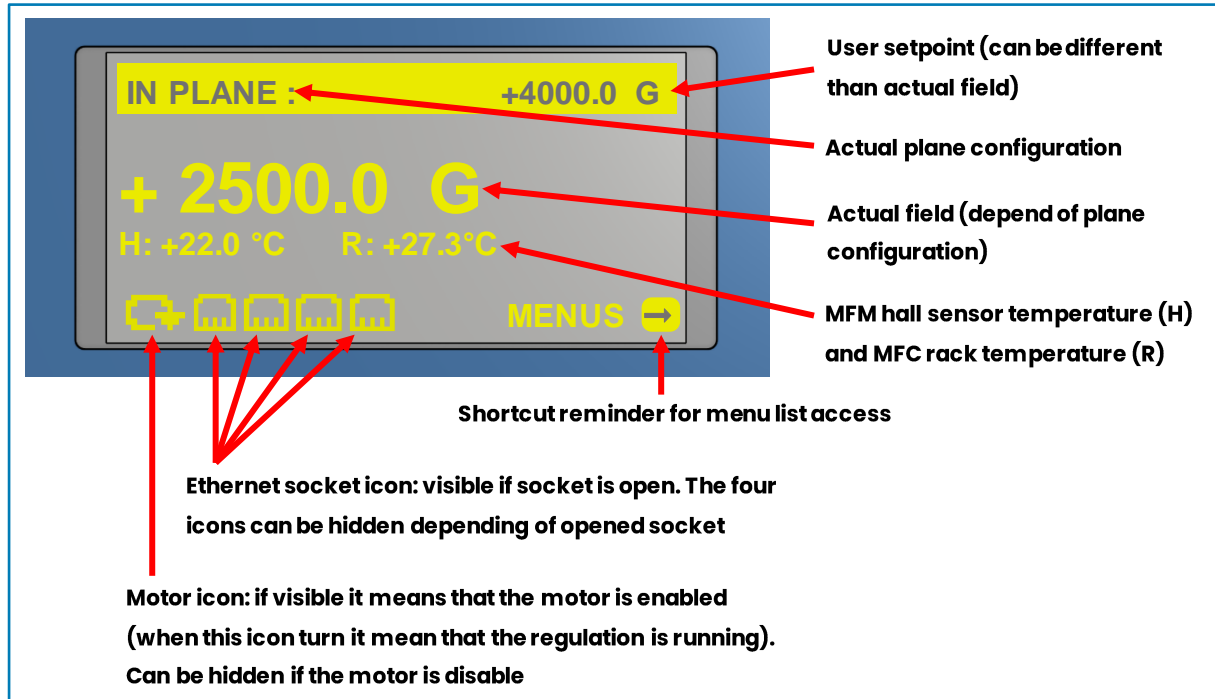 IN PLANE : +4000.0 G
+ 2500.0 G
H: +22.0 °C R: +27.3°C
MENUS →
User setpoint (can be different
than actual field)
Actual plane configuration
Actual field (depend of plane
configuration)
MFM hall sensor temperature (H)
and MFC rack temperature (R)
Shortcut reminder for menu list access
Ethernet socket icon: visible if socket is open. The four
icons can be hidden depending of opened socket
Motor icon: if visible it means that the motor is enabled
(when this icon turn it mean that the regulation is running).
Can be hidden if the motor is disable